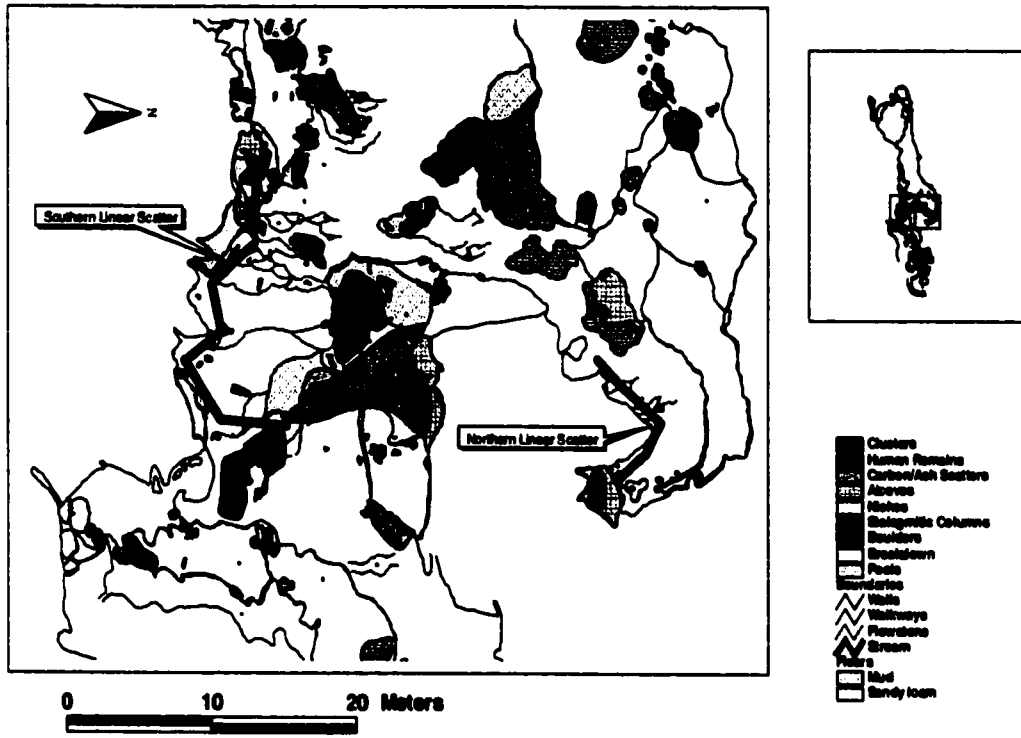 N
Southern Linear Scatter
Northern Linear Scatter
Clusters
Human Remains
Carbon/Ash Scatters
Alcoves
Niches
Stalagmitic Columns
Boulders
Breakdown
Pools
Boundaries
Walls
Walkways
Flowstone
Stream
Floors
Mud
Sandy loam
0 10 20 Meters